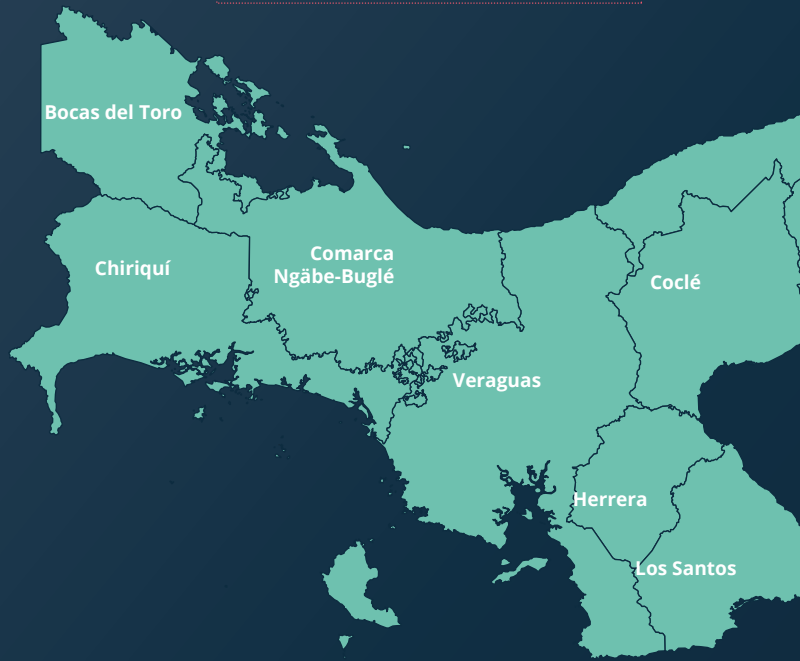 Bocas del Toro
Chiriquí
Comarca
Ngäbe-Buglé
Coclé
Veraguas
Herrera
Los Santos